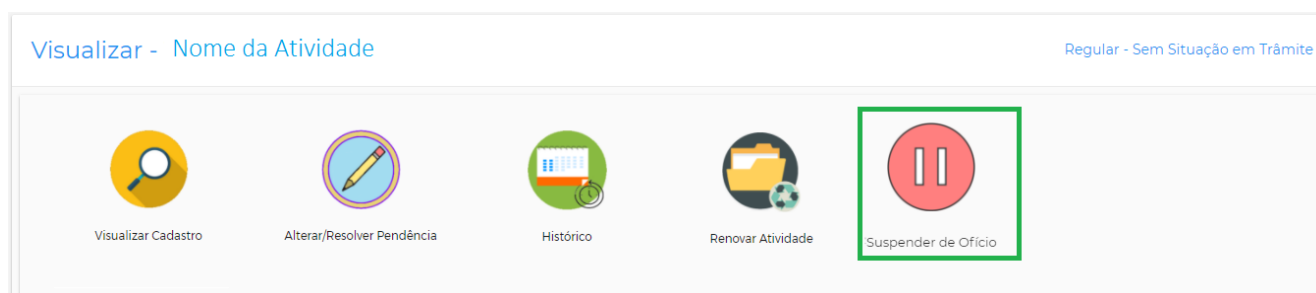 Visualizar - Nome da Atividade
Regular - Sem Situação em Trâmite
Visualizar Cadastro
Alterar/Resolver Pendência
Histórico
Renovar Atividade
Suspender de Ofício